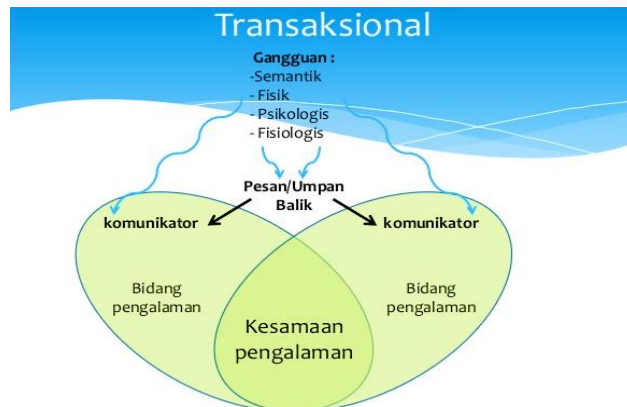 Transaksional
Gangguan :
-Semantik
- Fisik
- Psikologis
- Fisiologis
Pesan/Umpan
Balik
komunikator
komunikator
Bidang
pengalaman
Bidang
pengalaman
Kesamaan
pengalaman